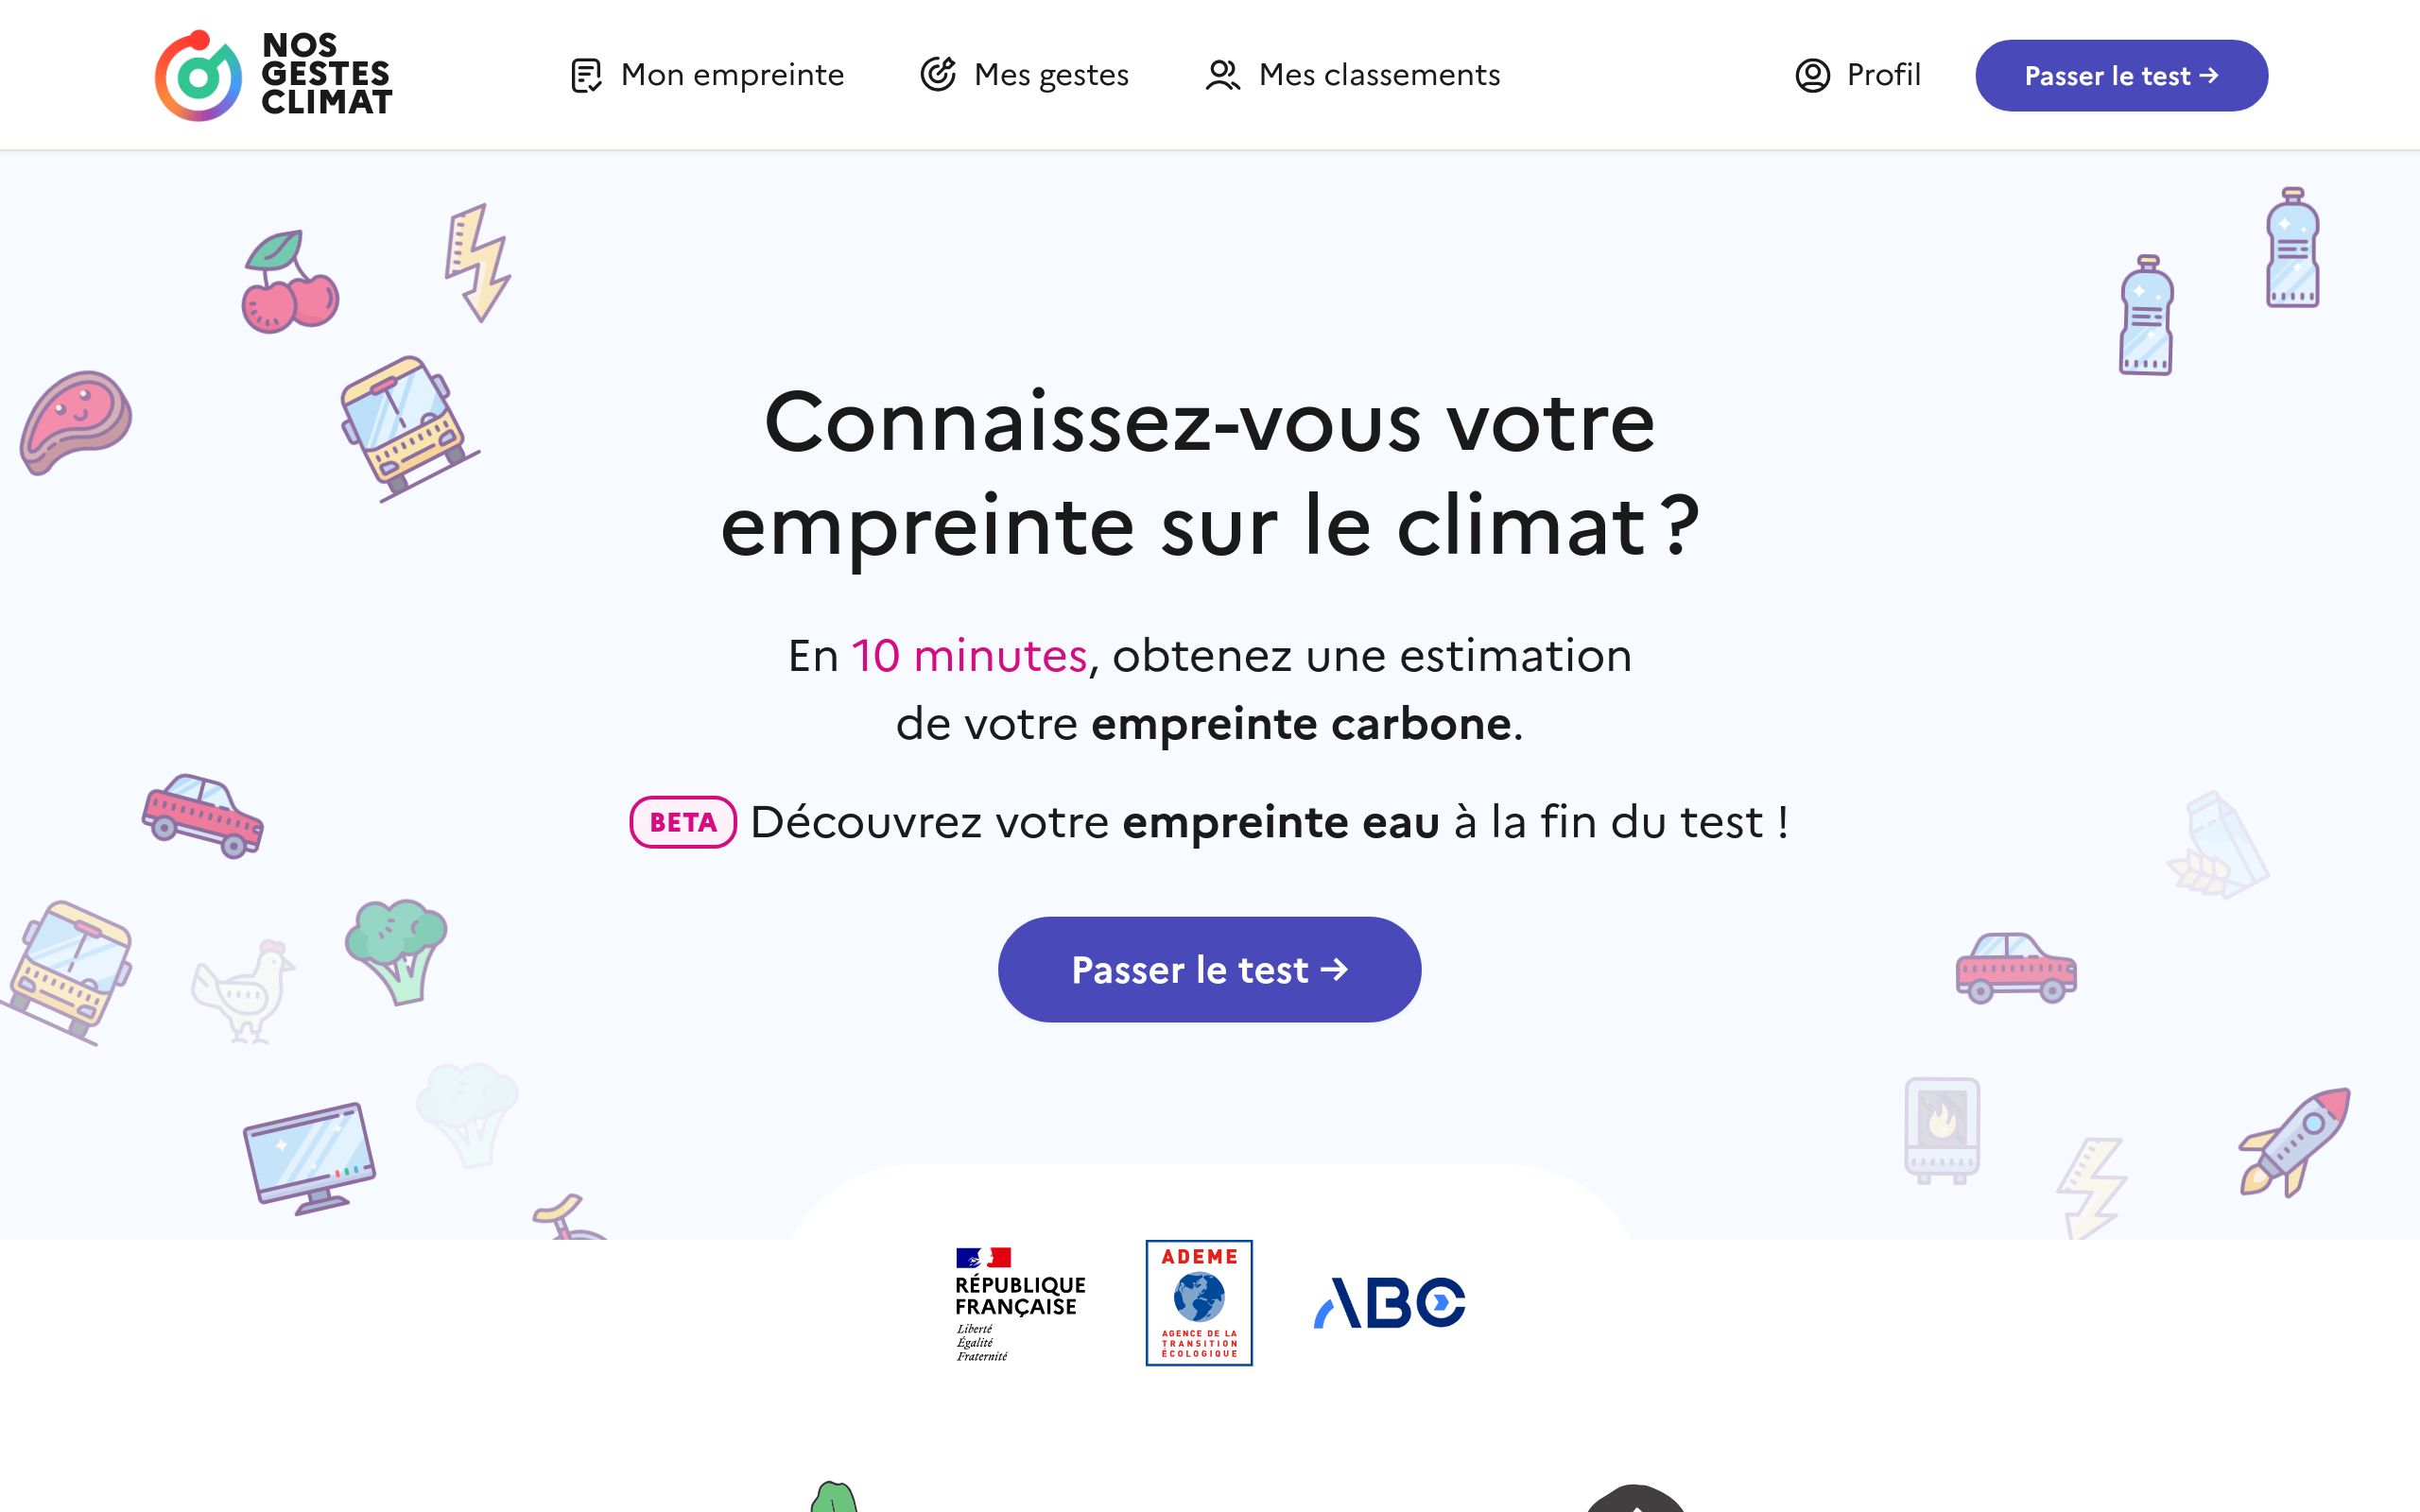 NOS
GESTES
CLIMAT
Mon empreinte
Mes gestes
Mes classements
Profil
Passer le test →
Connaissez-vous votre
empreinte sur le climat ?
En 10 minutes, obtenez une estimation
de votre empreinte carbone.
BETA Découvrez votre empreinte eau à la fin du test !
Passer le test →
RÉPUBLIQUE
FRANÇAISE
Liberté
Égalité
Fraternité
ADEME
AGENCE DE LA
TRANSITION
ÉCOLOGIQUE
ABC